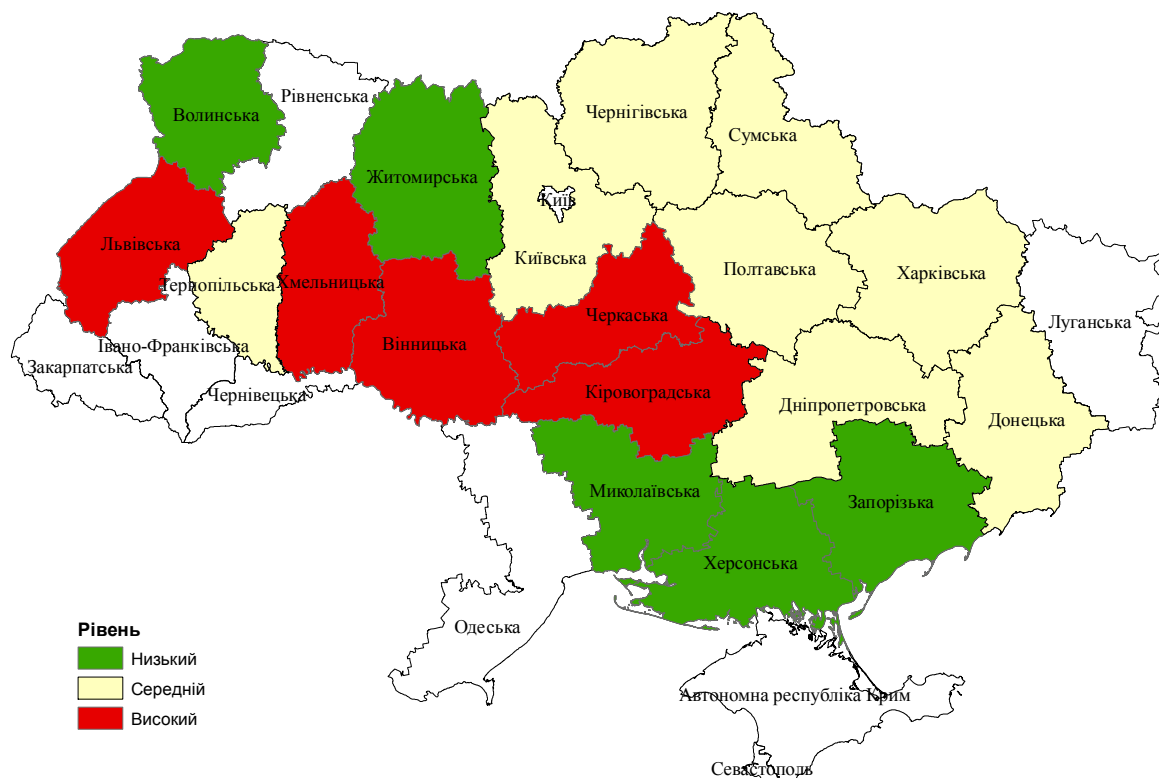 Рівненська
Волинська
Чернігівська
Сумська
Житомирська
Київ
Львівська
Київська
Полтавська
Харківська
Тернопільська
Хмельницька
Черкаська
Луганська
Вінницька
Івано-Франківська
Закарпатська
Чернівецька
Кіровоградська
Дніпропетровська
Донецька
Миколаївська
Запорізька
Херсонська
Одеська
Рівень
Низький
Середній
Високий
Автономна республіка Крим
Севастополь